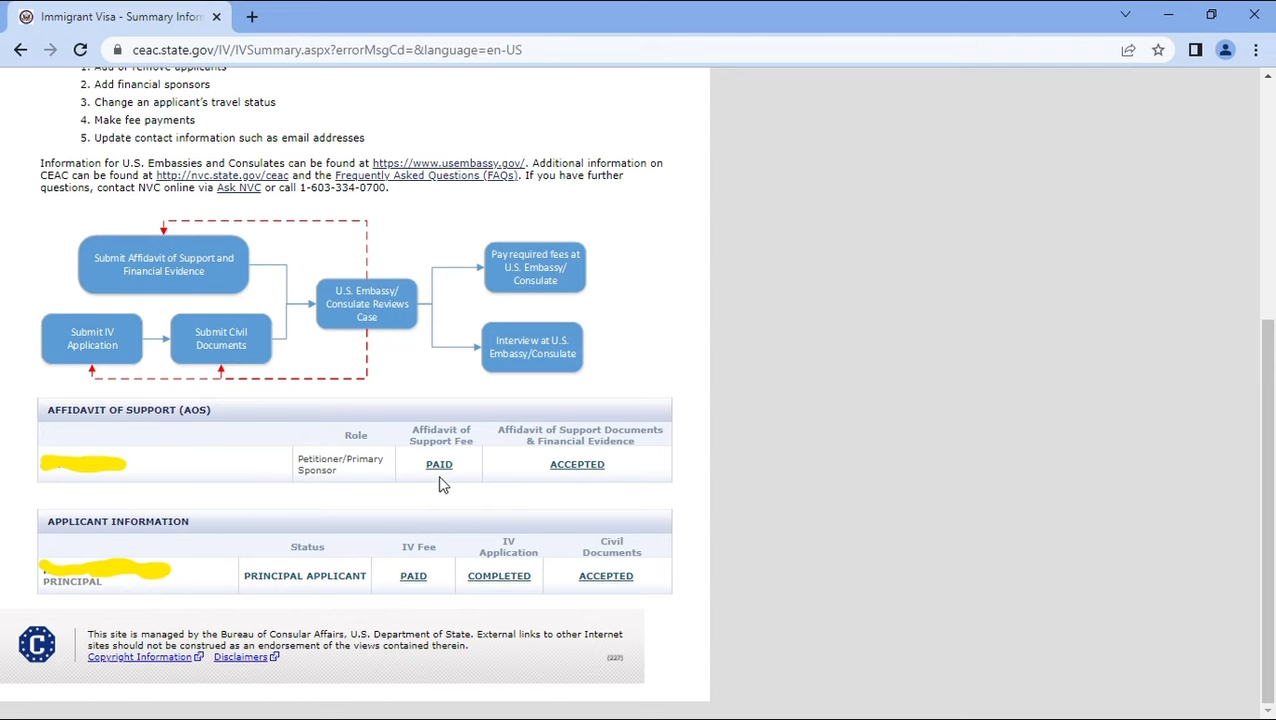 Immigrant Visa - Summary Infor
ceac.state.gov/IV/IVSummary.aspx?errorMsgCd=&language=en-US
1. Add or remove applicants
2. Add financial sponsors
3. Change an applicant's travel status
4. Make fee payments
5. Update contact information such as email addresses
Information for U.S. Embassies and Consulates can be found at https://www.usembassy.gov/. Additional information on
CEAC can be found at http://nvc.state.gov/ceac and the Frequently Asked Questions (FAQs). If you have further
questions, contact NVC online via Ask NVC or call 1-603-334-0700.
Submit Affidavit of Support and
Financial Evidence
Submit IV
Application
Submit Civil
Documents
U.S. Embassy/
Consulate Reviews
Case
Pay required fees at
U.S. Embassy/
Consulate
Interview at U.S.
Embassy/Consulate
AFFIDAVIT OF SUPPORT (AOS)
Role
Affidavit of
Support Fee
Affidavit of Support Documents
& Financial Evidence
Petitioner/Primary
Sponsor
PAID
ACCEPTED
APPLICANT INFORMATION
Status
IV Fee
IV
Application
Civil
Documents
PRINCIPAL
PRINCIPAL APPLICANT
PAID
COMPLETED
ACCEPTED
C
This site is managed by the Bureau of Consular Affairs, U.S. Department of State. External links to other Internet
sites should not be construed as an endorsement of the views contained therein.
Copyright Information Disclaimers
(227)